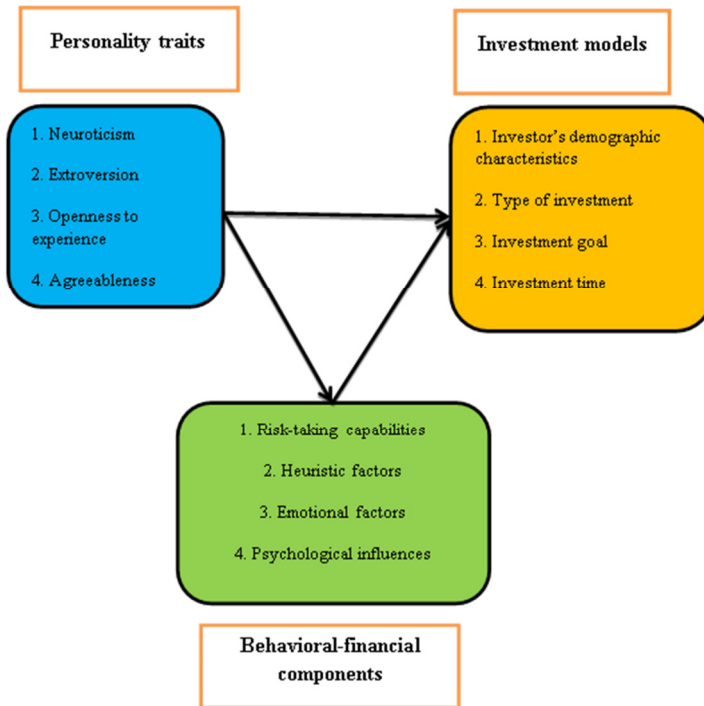 Personality traits
Investment models
1. Neuroticism
2. Extroversion
3. Openness to
experience
4. Agreeableness
1. Investor's demographic
characteristics
2. Type of investment
3. Investment goal
4. Investment time
1. Risk-taking capabilities
2. Heuristic factors
3. Emotional factors
4. Psychological influences
Behavioral-financial
components